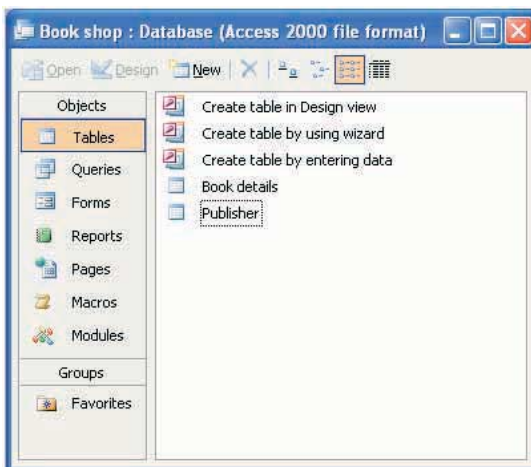 Book shop : Database (Access 2000 file format)
Open Design New
Objects
Tables
Queries
Forms
Reports
Pages
Macros
Modules
Groups
Favorites
Create table in Design view
Create table by using wizard
Create table by entering data
Book details
Publisher